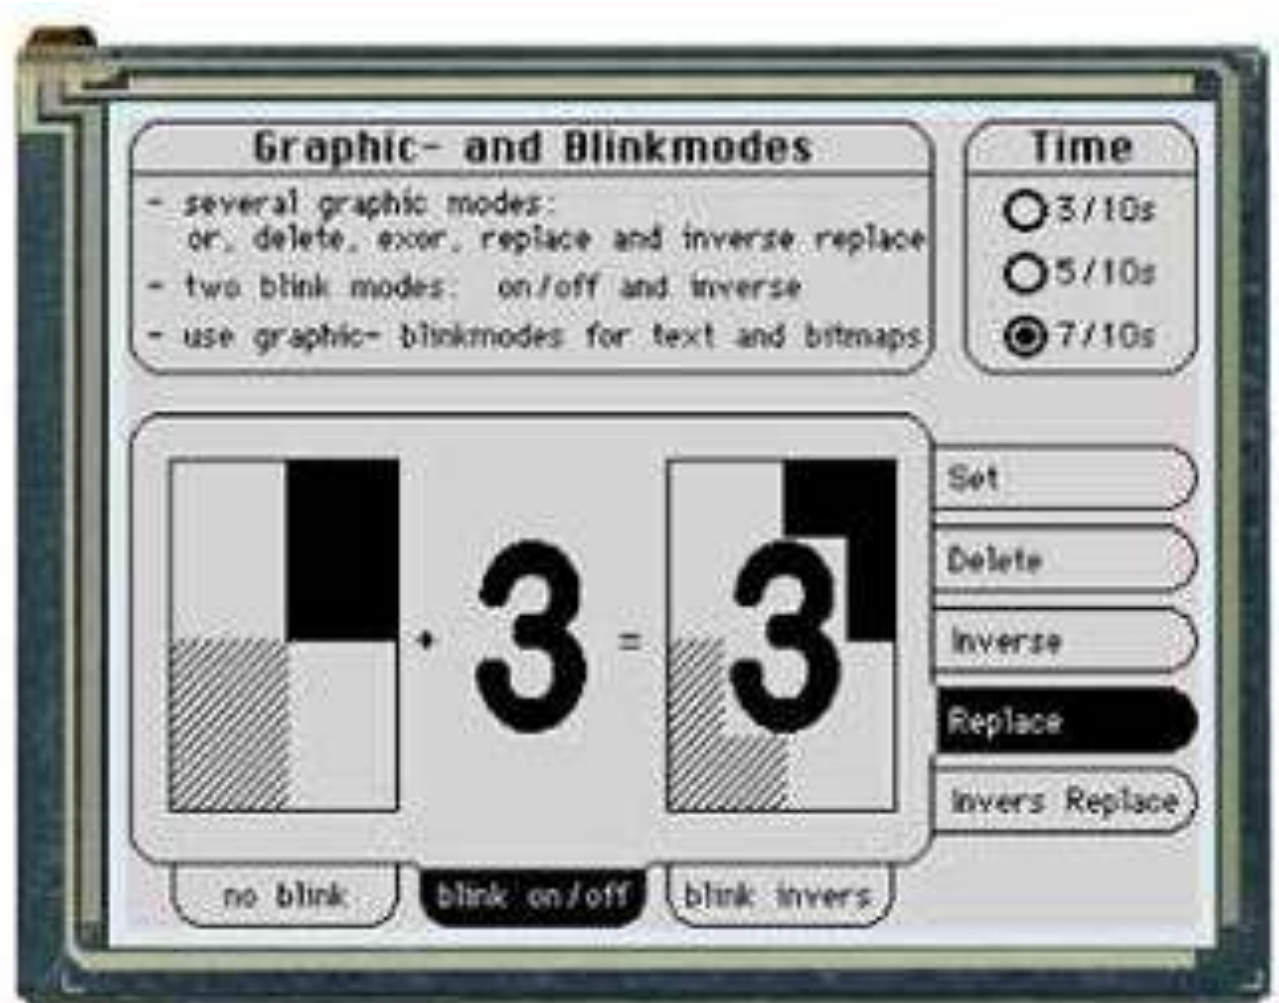 Graphic- and Blinkmodes
- several graphic modes:
or, delete, exor, replace and inverse replace
- two blink modes: on/off and inverse
- use graphic- blinkmodes for text and bitmaps
Time
3/10s
5/10s
7/10s
3
+
=
3
Set
Delete
Inverse
Replace
Invers Replace
no blink
blink on/off
blink invers